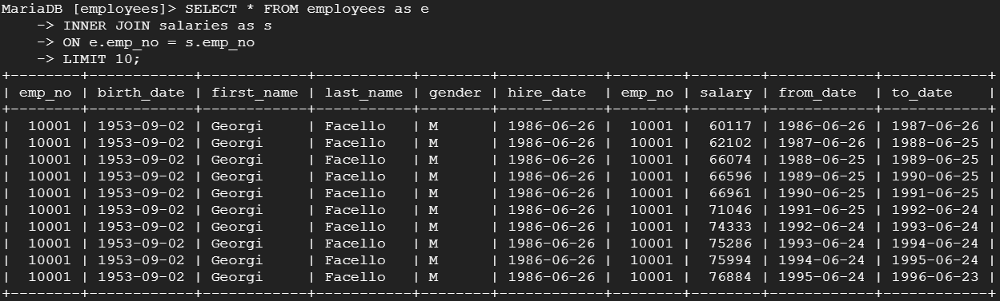 MariaDB [employees]> SELECT * FROM employees as e
    -> INNER JOIN salaries as s
    -> ON e.emp_no = s.emp_no
    -> LIMIT 10;
+--------+------------+------------+-----------+--------+------------+--------+--------+------------+------------+
| emp_no | birth_date | first_name | last_name | gender | hire_date  | emp_no | salary | from_date  | to_date    |
+--------+------------+------------+-----------+--------+------------+--------+--------+------------+------------+
|  10001 | 1953-09-02 | Georgi     | Facello   | M      | 1986-06-26 |  10001 |  60117 | 1986-06-26 | 1987-06-26 |
|  10001 | 1953-09-02 | Georgi     | Facello   | M      | 1986-06-26 |  10001 |  62102 | 1987-06-26 | 1988-06-25 |
|  10001 | 1953-09-02 | Georgi     | Facello   | M      | 1986-06-26 |  10001 |  66074 | 1988-06-25 | 1989-06-25 |
|  10001 | 1953-09-02 | Georgi     | Facello   | M      | 1986-06-26 |  10001 |  66596 | 1989-06-25 | 1990-06-25 |
|  10001 | 1953-09-02 | Georgi     | Facello   | M      | 1986-06-26 |  10001 |  66961 | 1990-06-25 | 1991-06-25 |
|  10001 | 1953-09-02 | Georgi     | Facello   | M      | 1986-06-26 |  10001 |  71046 | 1991-06-25 | 1992-06-24 |
|  10001 | 1953-09-02 | Georgi     | Facello   | M      | 1986-06-26 |  10001 |  74333 | 1992-06-24 | 1993-06-24 |
|  10001 | 1953-09-02 | Georgi     | Facello   | M      | 1986-06-26 |  10001 |  75286 | 1993-06-24 | 1994-06-24 |
|  10001 | 1953-09-02 | Georgi     | Facello   | M      | 1986-06-26 |  10001 |  75994 | 1994-06-24 | 1995-06-24 |
|  10001 | 1953-09-02 | Georgi     | Facello   | M      | 1986-06-26 |  10001 |  76884 | 1995-06-24 | 1996-06-23 |
+--------+------------+------------+-----------+--------+------------+--------+--------+------------+------------+